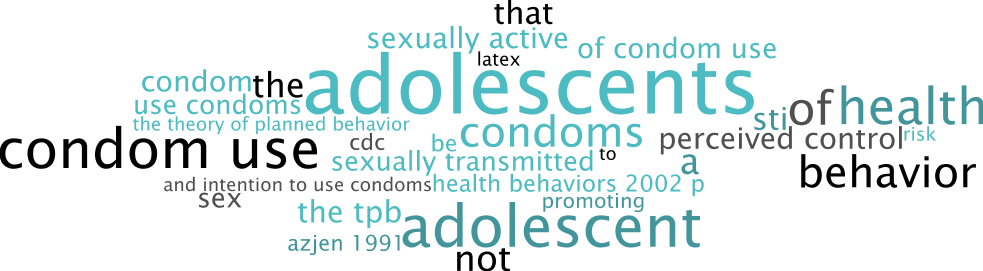 that
sexually active
of condom use
latex
condom
the
adolescents
use condoms
sti
of
health
the theory of planned behavior
be
condoms
cdc
perceived control
risk
condom use
sexually transmitted
to
a
behavior
and intention to use condoms
health behaviors 2002 p
sex
promoting
the tpb
adolescent
azjen 1991
not